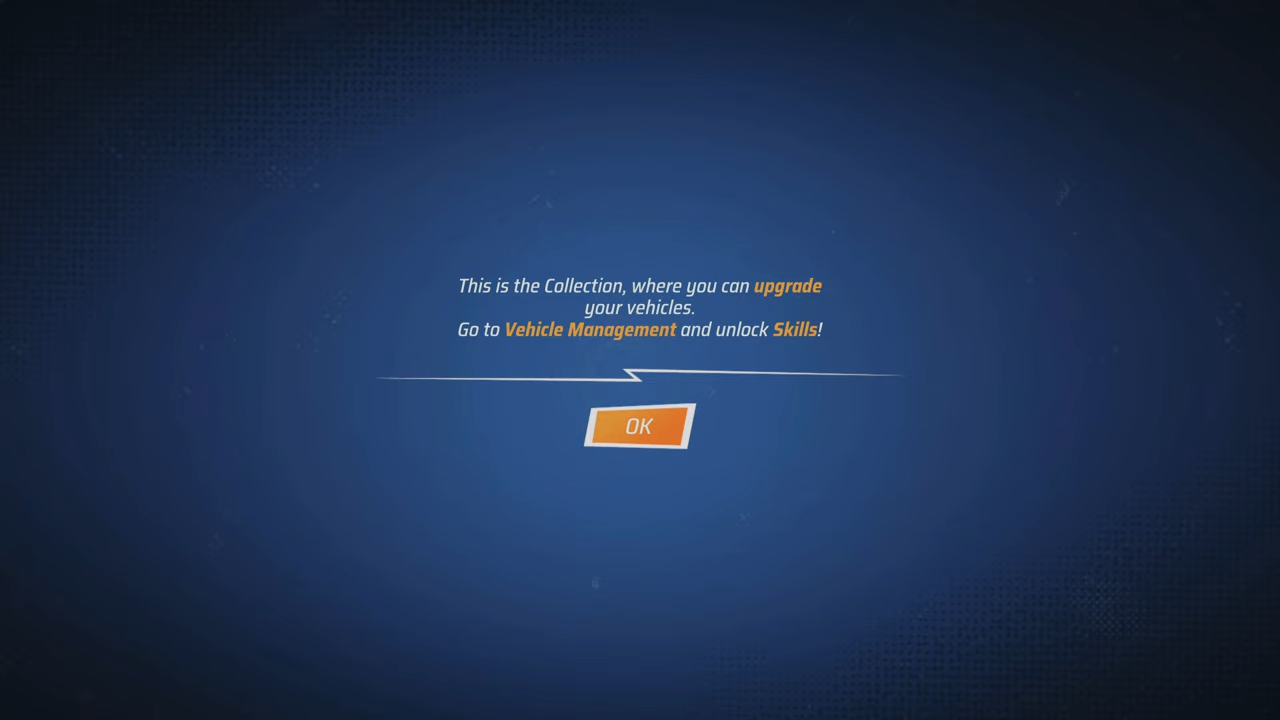 This is the Collection, where you can upgrade
your vehicles.
Go to Vehicle Management and unlock Skills!
OK